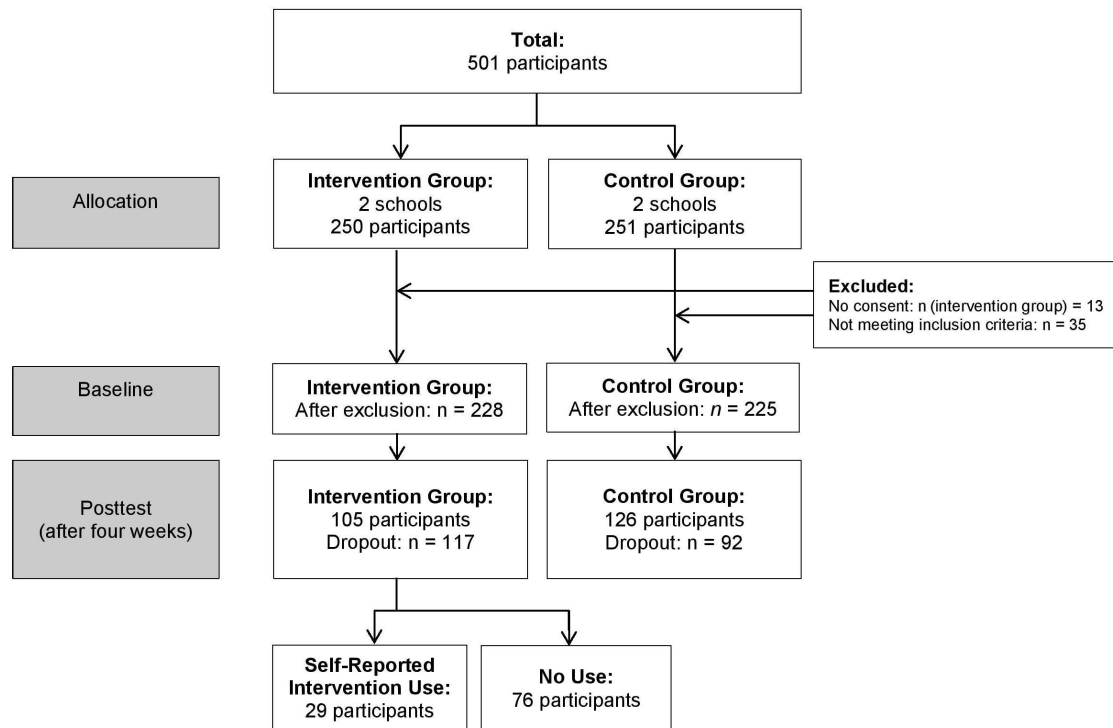 Total:
501 participants
Allocation
Intervention Group:
2 schools
250 participants
Control Group:
2 schools
251 participants
Excluded:
No consent: n (intervention group) = 13
Not meeting inclusion criteria: n = 35
Baseline
Intervention Group:
After exclusion: n = 228
Control Group:
After exclusion: n = 225
Posttest
(after four weeks)
Intervention Group:
105 participants
Dropout: n = 117
Control Group:
126 participants
Dropout: n = 92
Self-Reported
Intervention Use:
29 participants
No Use:
76 participants